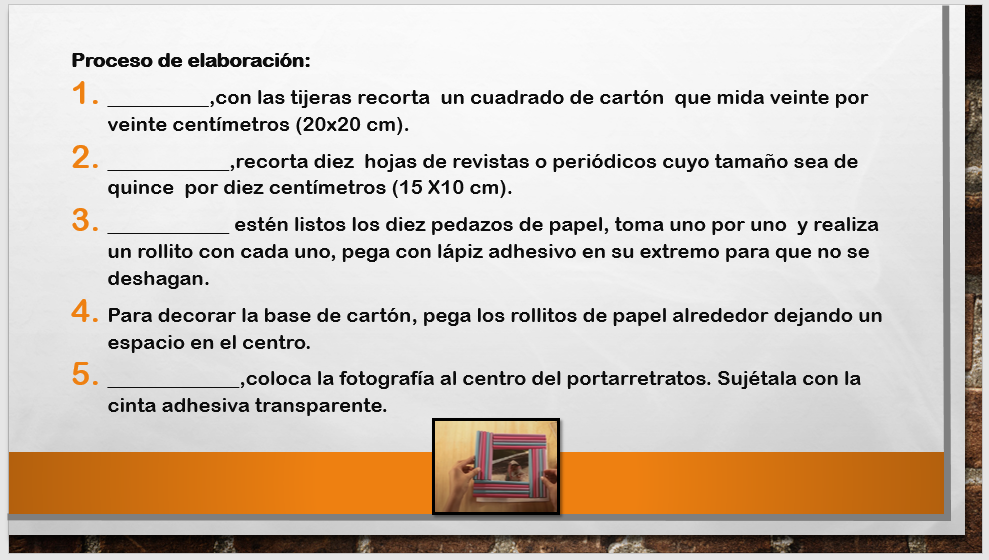 Proceso de elaboración:
1. __________,con las tijeras recorta un cuadrado de cartón que mida veinte por
veinte centímetros (20x20 cm).
2. ____________,recorta diez hojas de revistas o periódicos cuyo tamaño sea de
quince por diez centímetros (15 X10 cm).
3. ____________ estén listos los diez pedazos de papel, toma uno por uno y realiza
un rollito con cada uno, pega con lápiz adhesivo en su extremo para que no se
deshagan.
4. Para decorar la base de cartón, pega los rollitos de papel alrededor dejando un
espacio en el centro.
5. _____________,coloca la fotografía al centro del portarretratos. Sujétala con la
cinta adhesiva transparente.